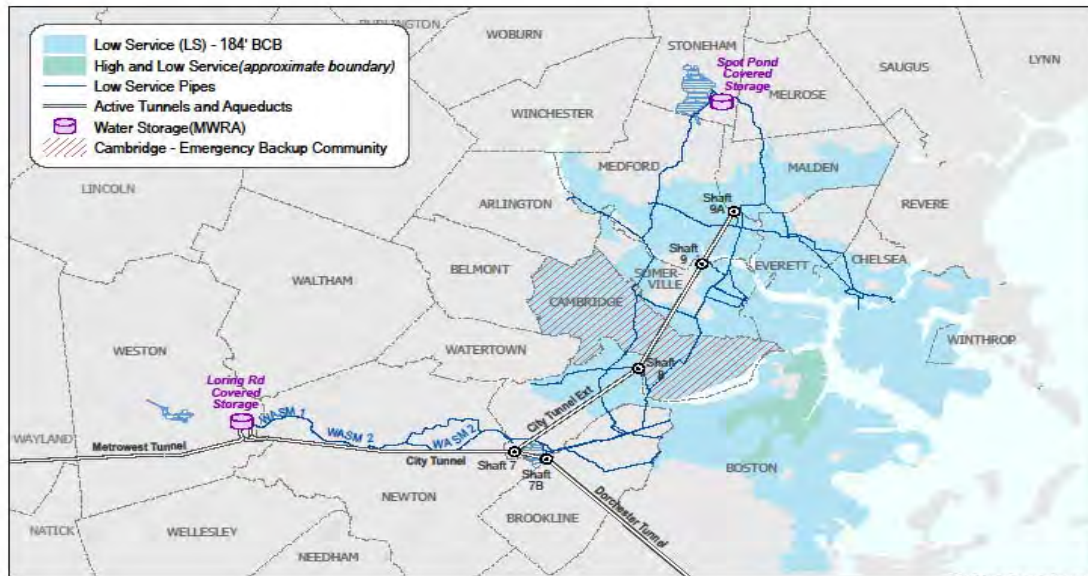 BURLINGTON
WOBURN
STONEHAM
Spot Pond
Covered
Storage
SAUGUS
LYNN
MELROSE
Low Service (LS) - 184' BCB
High and Low Service(approximate boundary)
Low Service Pipes
Active Tunnels and Aqueducts
Water Storage(MWRA)
Cambridge - Emergency Backup Community
WINCHESTER
MEDFORD
MALDEN
LINCOLN
ARLINGTON
Shaft
9A
REVERE
BELMONT
Shaft
9
EVERETT
CHELSEA
SOMER-
VILLE
WALTHAM
CAMBRIDGE
WINTHROP
WATERTOWN
WESTON
Shaft
8
Loring Rd
Covered
Storage
WASM 1
WASM 2
WASM 2
City Tunnel Ext
WAYLAND
Metrowest Tunnel
City Tunnel
Shaft 7
Shaft
7B
BOSTON
NEWTON
Dorchester Tunnel
BROOKLINE
NATICK
WELLESLEY
NEEDHAM